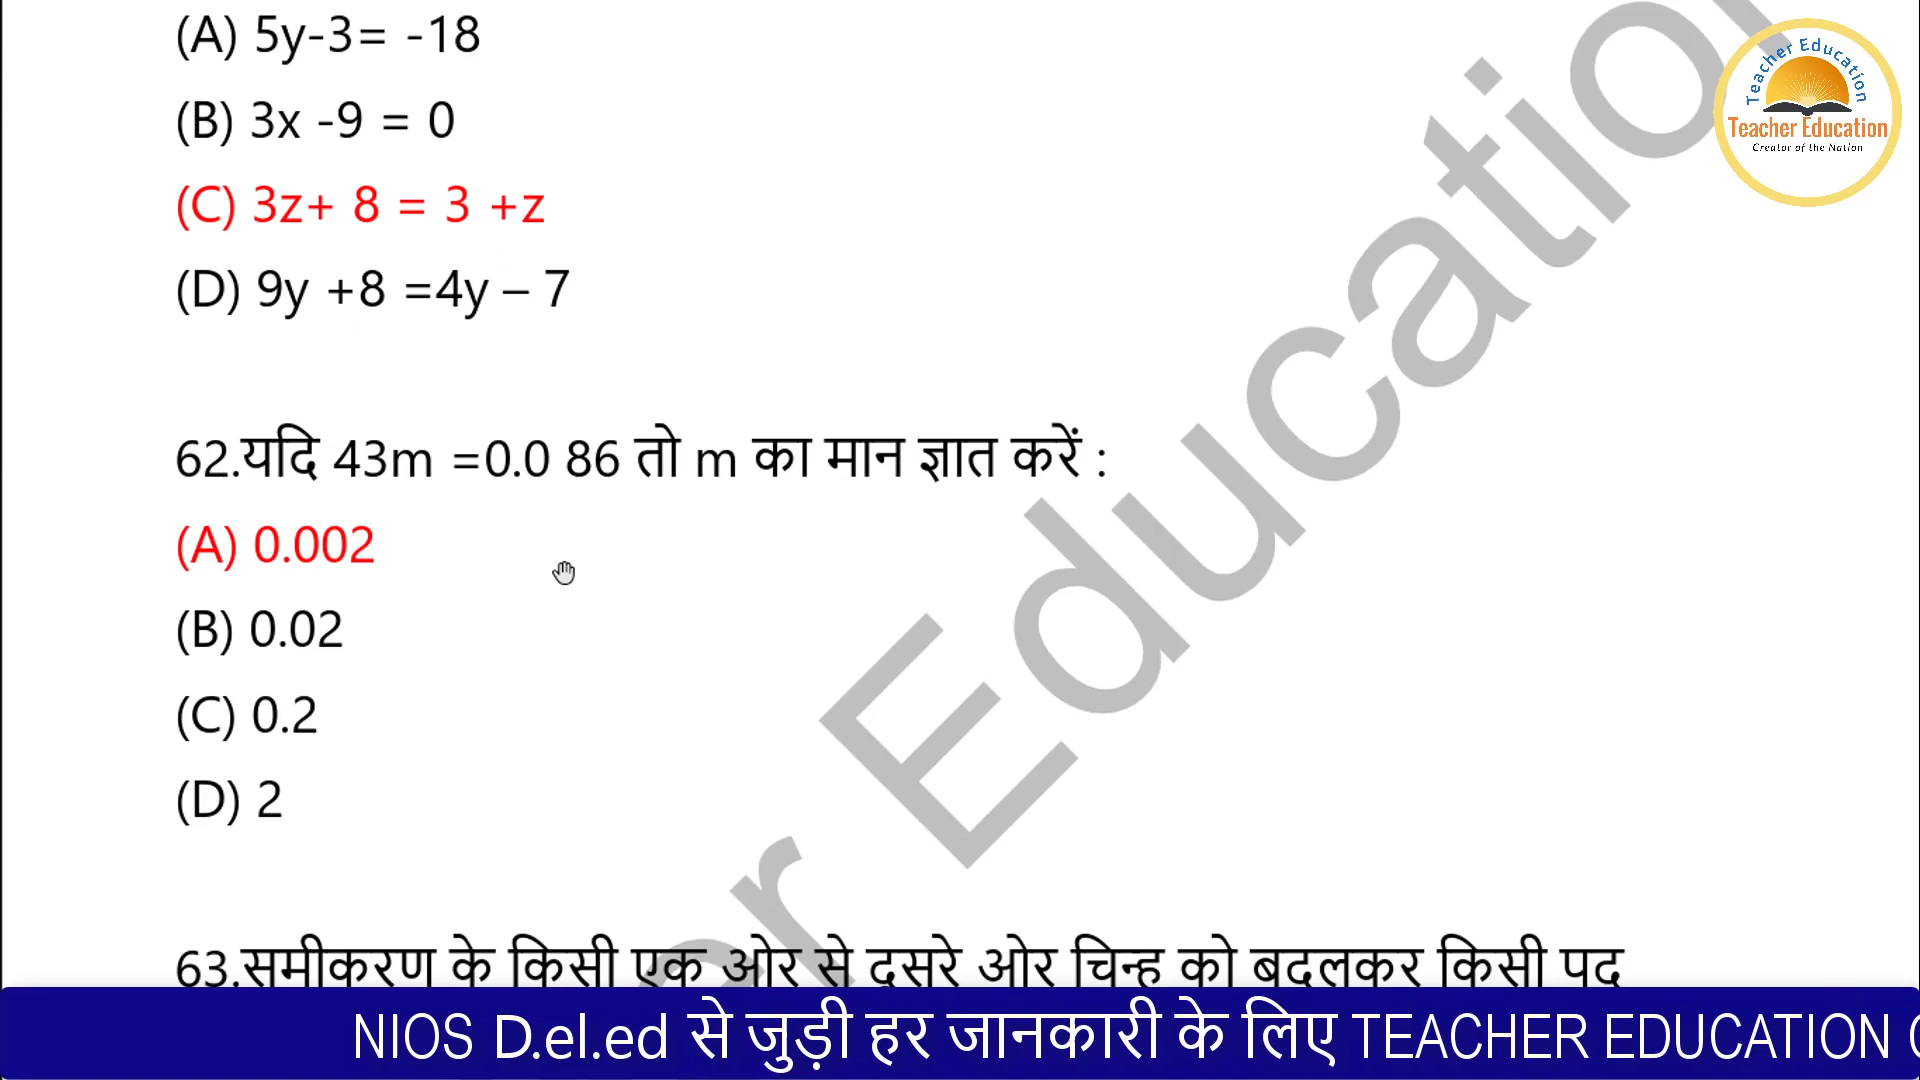 (A) 5y-3= -18
(B) 3x -9 = 0
(C) 3z+ 8 = 3 +z
(D) 9y +8 =4y – 7
62.यदि 43m =0.0 86 तो m का मान ज्ञात करें :
(A) 0.002
(B) 0.02
(C) 0.2
(D) 2
63.समीकरण के किसी एक ओर से दूसरे ओर चिन्ह को बदलकर किसी पद
NIOS D.el.ed से जुड़ी हर जानकारी के लिए TEACHER EDUCATION
Teacher Education
Teacher Education
Creator of the Nation
er Education